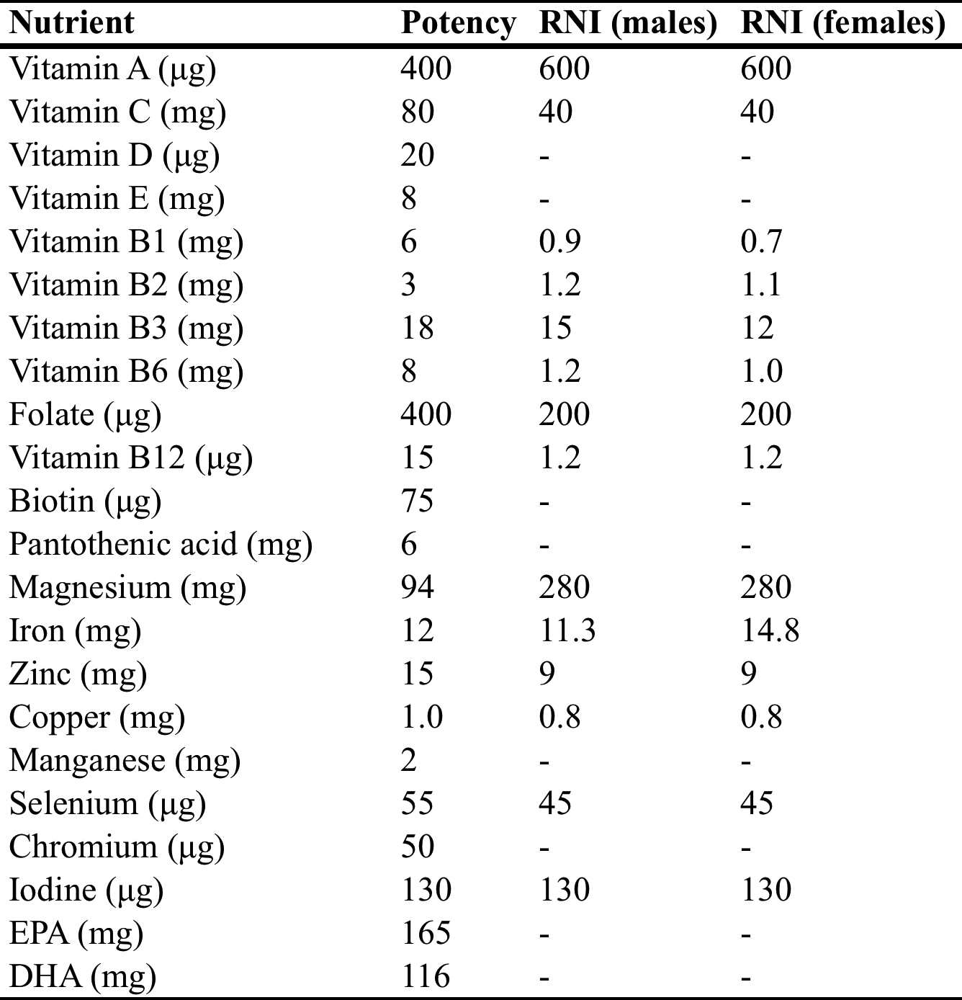 Nutrient Potency RNI (males) RNI (females)
Vitamin A (μg) 400 600 600
Vitamin C (mg) 80 40 40
Vitamin D (μg) 20 - -
Vitamin E (mg) 8 - -
Vitamin B1 (mg) 6 0.9 0.7
Vitamin B2 (mg) 3 1.2 1.1
Vitamin B3 (mg) 18 15 12
Vitamin B6 (mg) 8 1.2 1.0
Folate (μg) 400 200 200
Vitamin B12 (μg) 15 1.2 1.2
Biotin (μg) 75 - -
Pantothenic acid (mg) 6 - -
Magnesium (mg) 94 280 280
Iron (mg) 12 11.3 14.8
Zinc (mg) 15 9 9
Copper (mg) 1.0 0.8 0.8
Manganese (mg) 2 - -
Selenium (μg) 55 45 45
Chromium (μg) 50 - -
Iodine (μg) 130 130 130
EPA (mg) 165 - -
DHA (mg) 116 - -